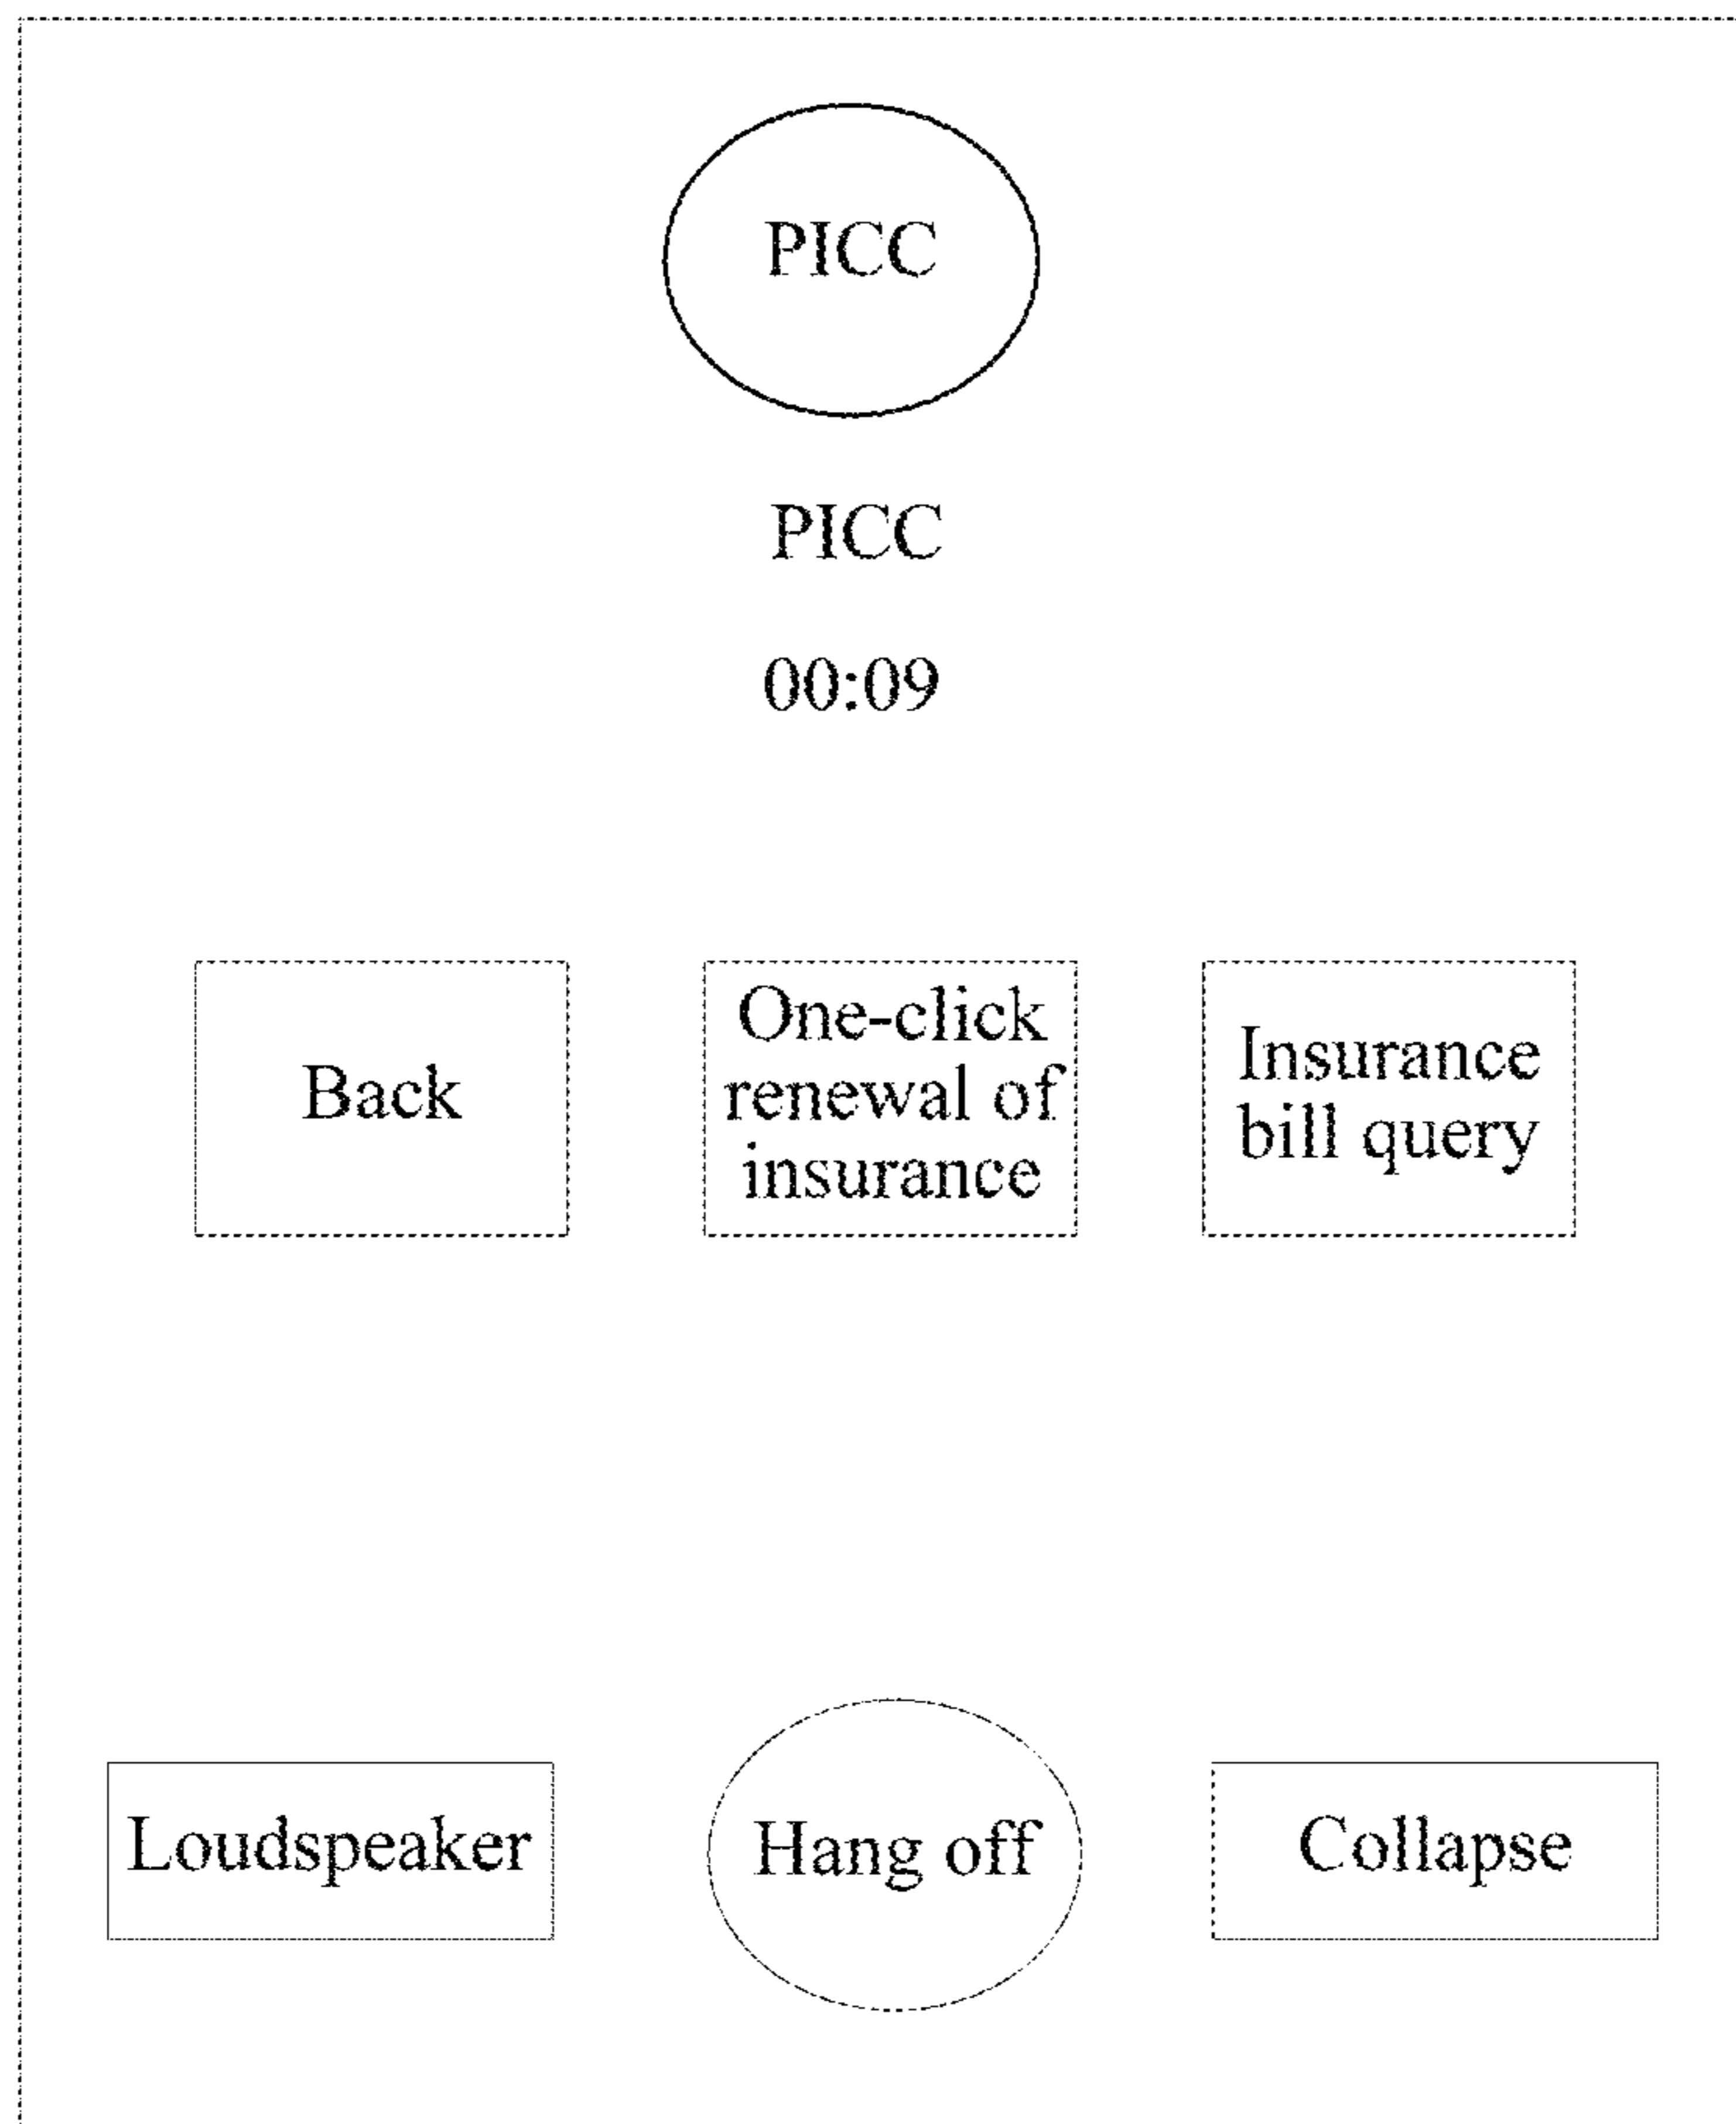 PICC
PICC
00:09
Back
One-click
renewal of
insurance
Insurance
bill query
Loudspeaker
Hang off
Collapse